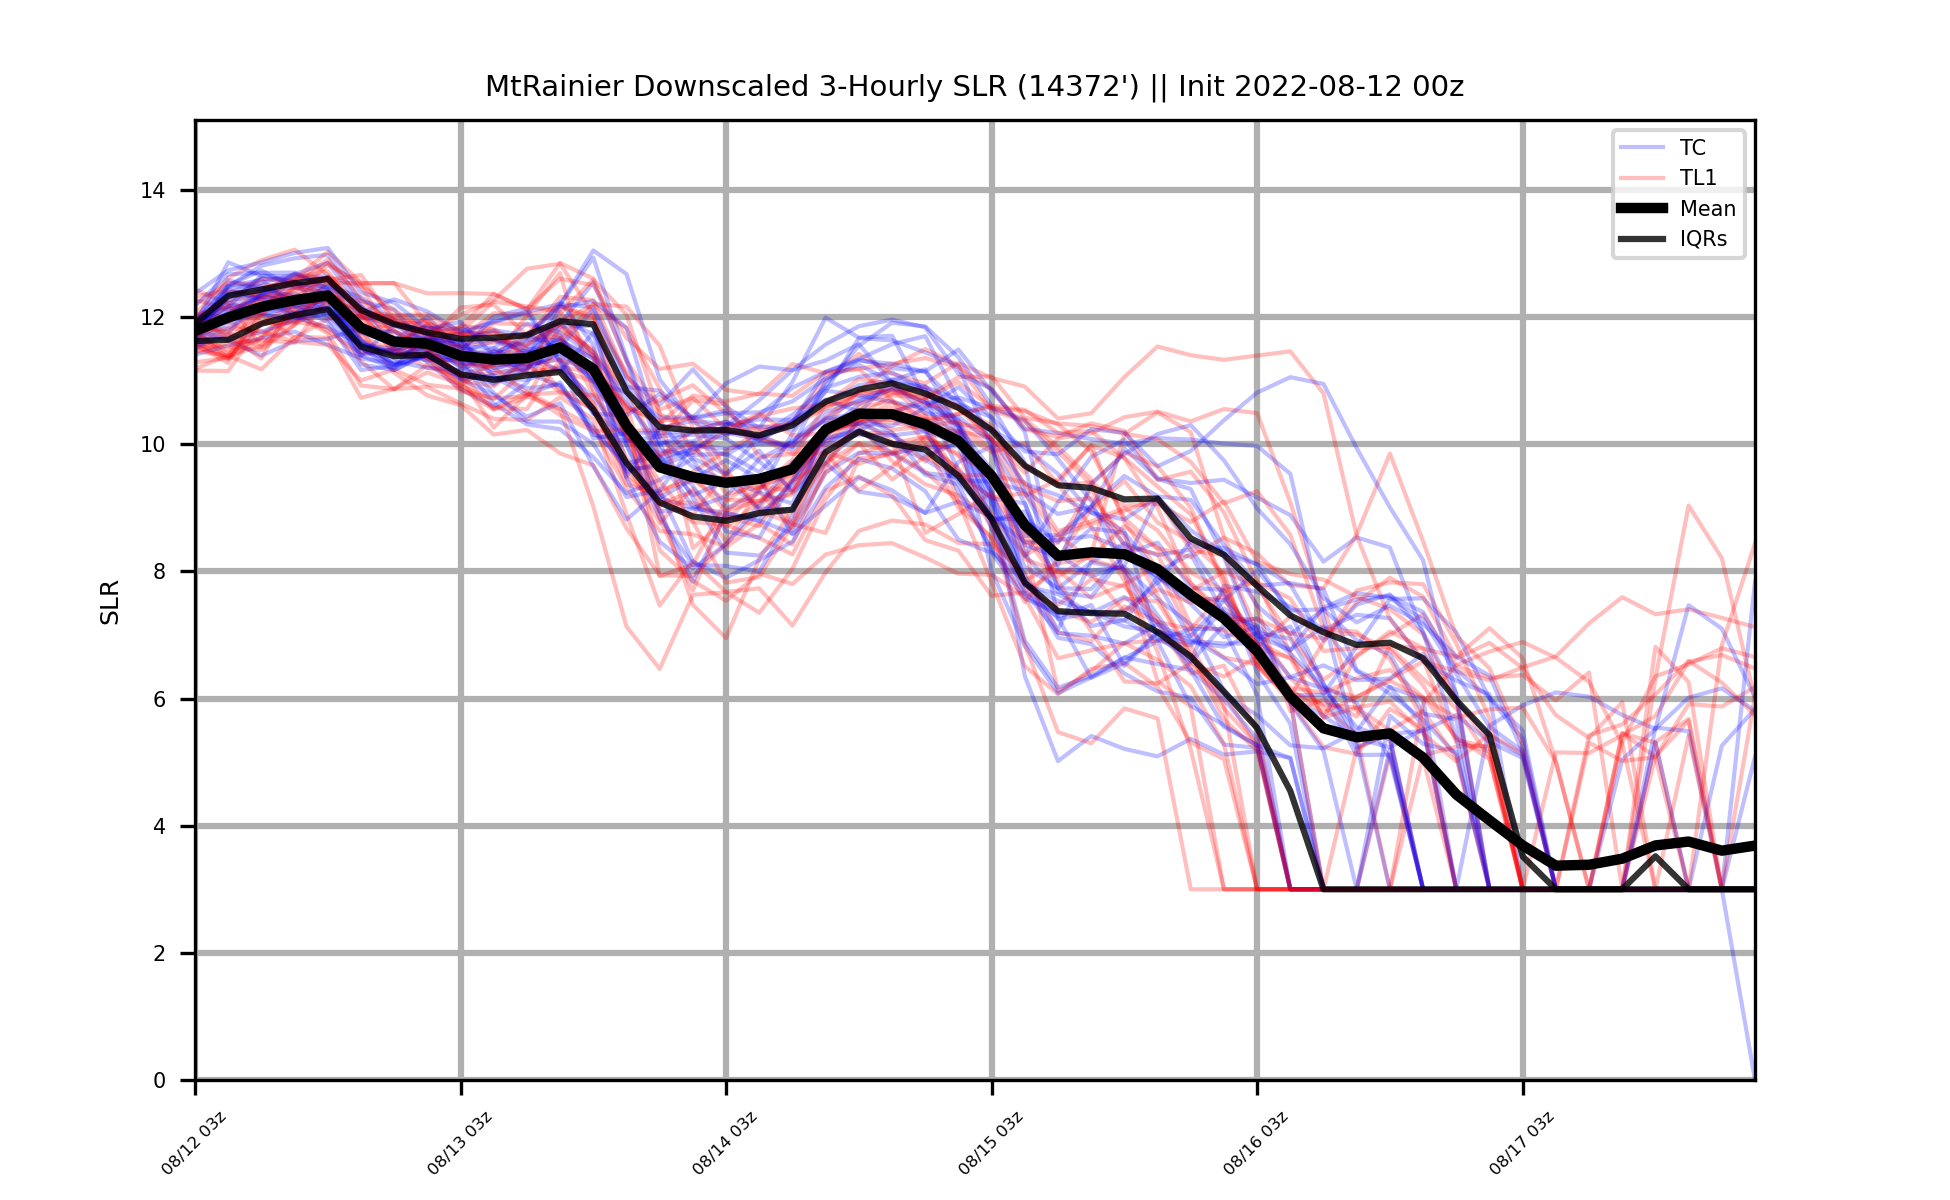 MtRainier Downscaled 3-Hourly SLR (14372') || Init 2022-08-12 00z
TC
TL1
Mean
IQRs
SLR
14
12
10
8
6
4
2
0
08/12 03z
08/13 03z
08/14 03z
08/15 03z
08/16 03z
08/17 03z